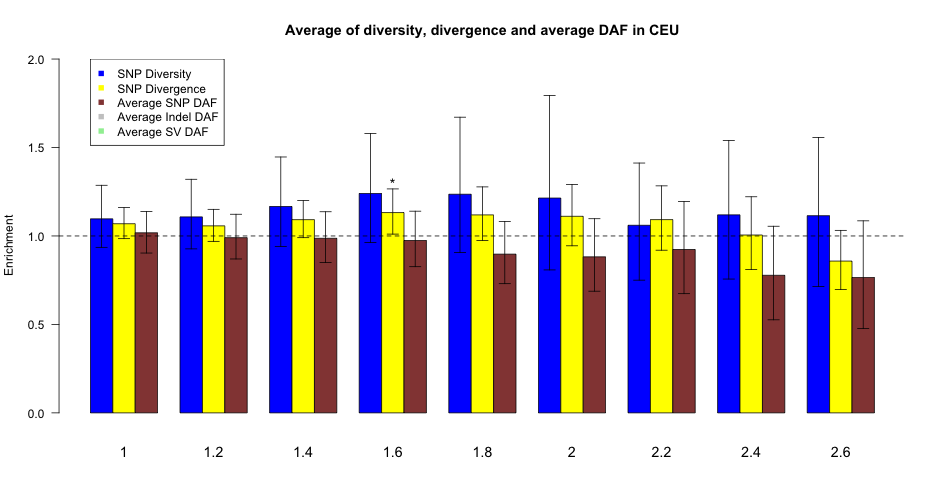 Average of diversity, divergence and average DAF in CEU
2.0
SNP Diversity
SNP Divergence
Average SNP DAF
Average Indel DAF
Average SV DAF
1.5
*
1.0
Enrichment
0.5
0.0
1 1.2 1.4 1.6 1.8 2 2.2 2.4 2.6